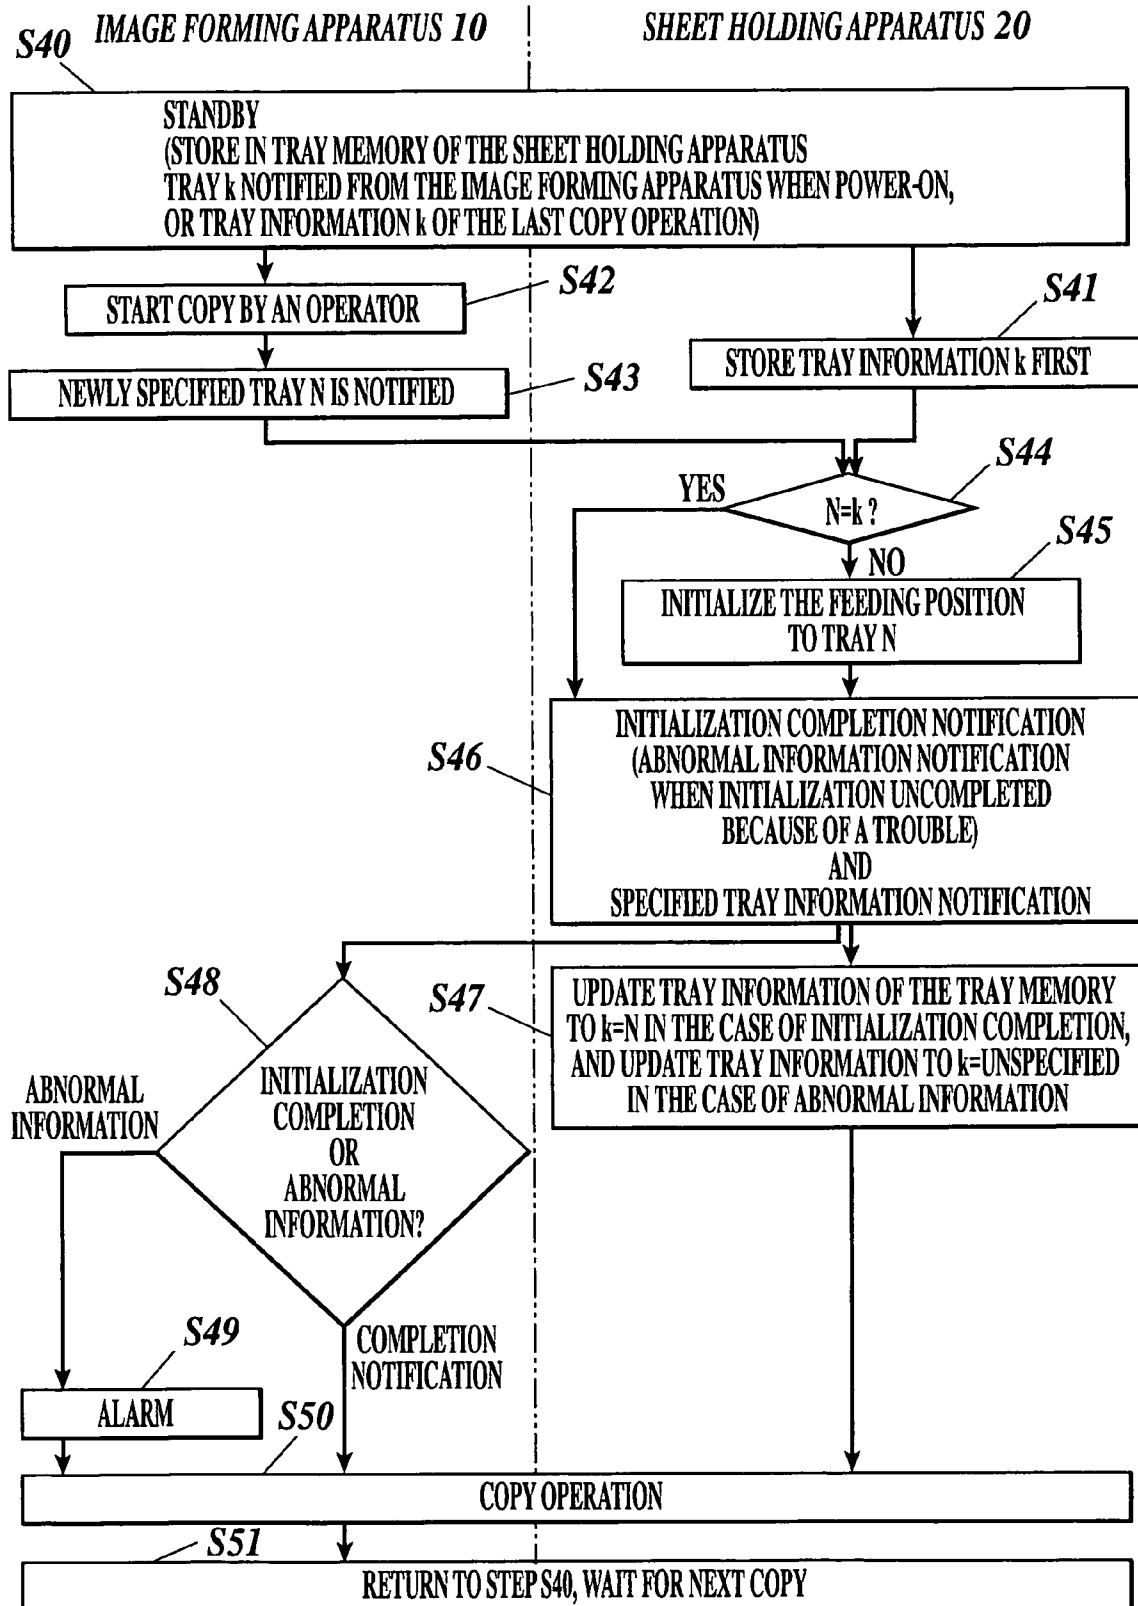 IMAGE FORMING APPARATUS 10
SHEET HOLDING APPARATUS 20
S40
STANDBY
(STORE IN TRAY MEMORY OF THE SHEET HOLDING APPARATUS
TRAY k NOTIFIED FROM THE IMAGE FORMING APPARATUS WHEN POWER-ON,
OR TRAY INFORMATION k OF THE LAST COPY OPERATION)
S42
START COPY BY AN OPERATOR
S41
STORE TRAY INFORMATION k FIRST
S43
NEWLY SPECIFIED TRAY N IS NOTIFIED
S44
YES
N=k ?
NO
S45
INITIALIZE THE FEEDING POSITION
TO TRAY N
S46
INITIALIZATION COMPLETION NOTIFICATION
(ABNORMAL INFORMATION NOTIFICATION
WHEN INITIALIZATION UNCOMPLETED
BECAUSE OF A TROUBLE)
AND
SPECIFIED TRAY INFORMATION NOTIFICATION
S47
UPDATE TRAY INFORMATION OF THE TRAY MEMORY
TO k=N IN THE CASE OF INITIALIZATION COMPLETION,
AND UPDATE TRAY INFORMATION TO k=UNSPECIFIED
IN THE CASE OF ABNORMAL INFORMATION
S48
INITIALIZATION
COMPLETION
OR
ABNORMAL
INFORMATION?
ABNORMAL
INFORMATION
COMPLETION
NOTIFICATION
S49
ALARM
S50
COPY OPERATION
S51
RETURN TO STEP S40, WAIT FOR NEXT COPY